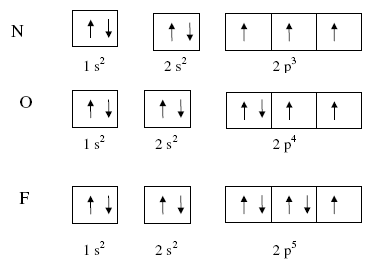 N
1 s² 2 s² 2 p³
O
1 s² 2 s² 2 p⁴
F
1 s² 2 s² 2 p⁵